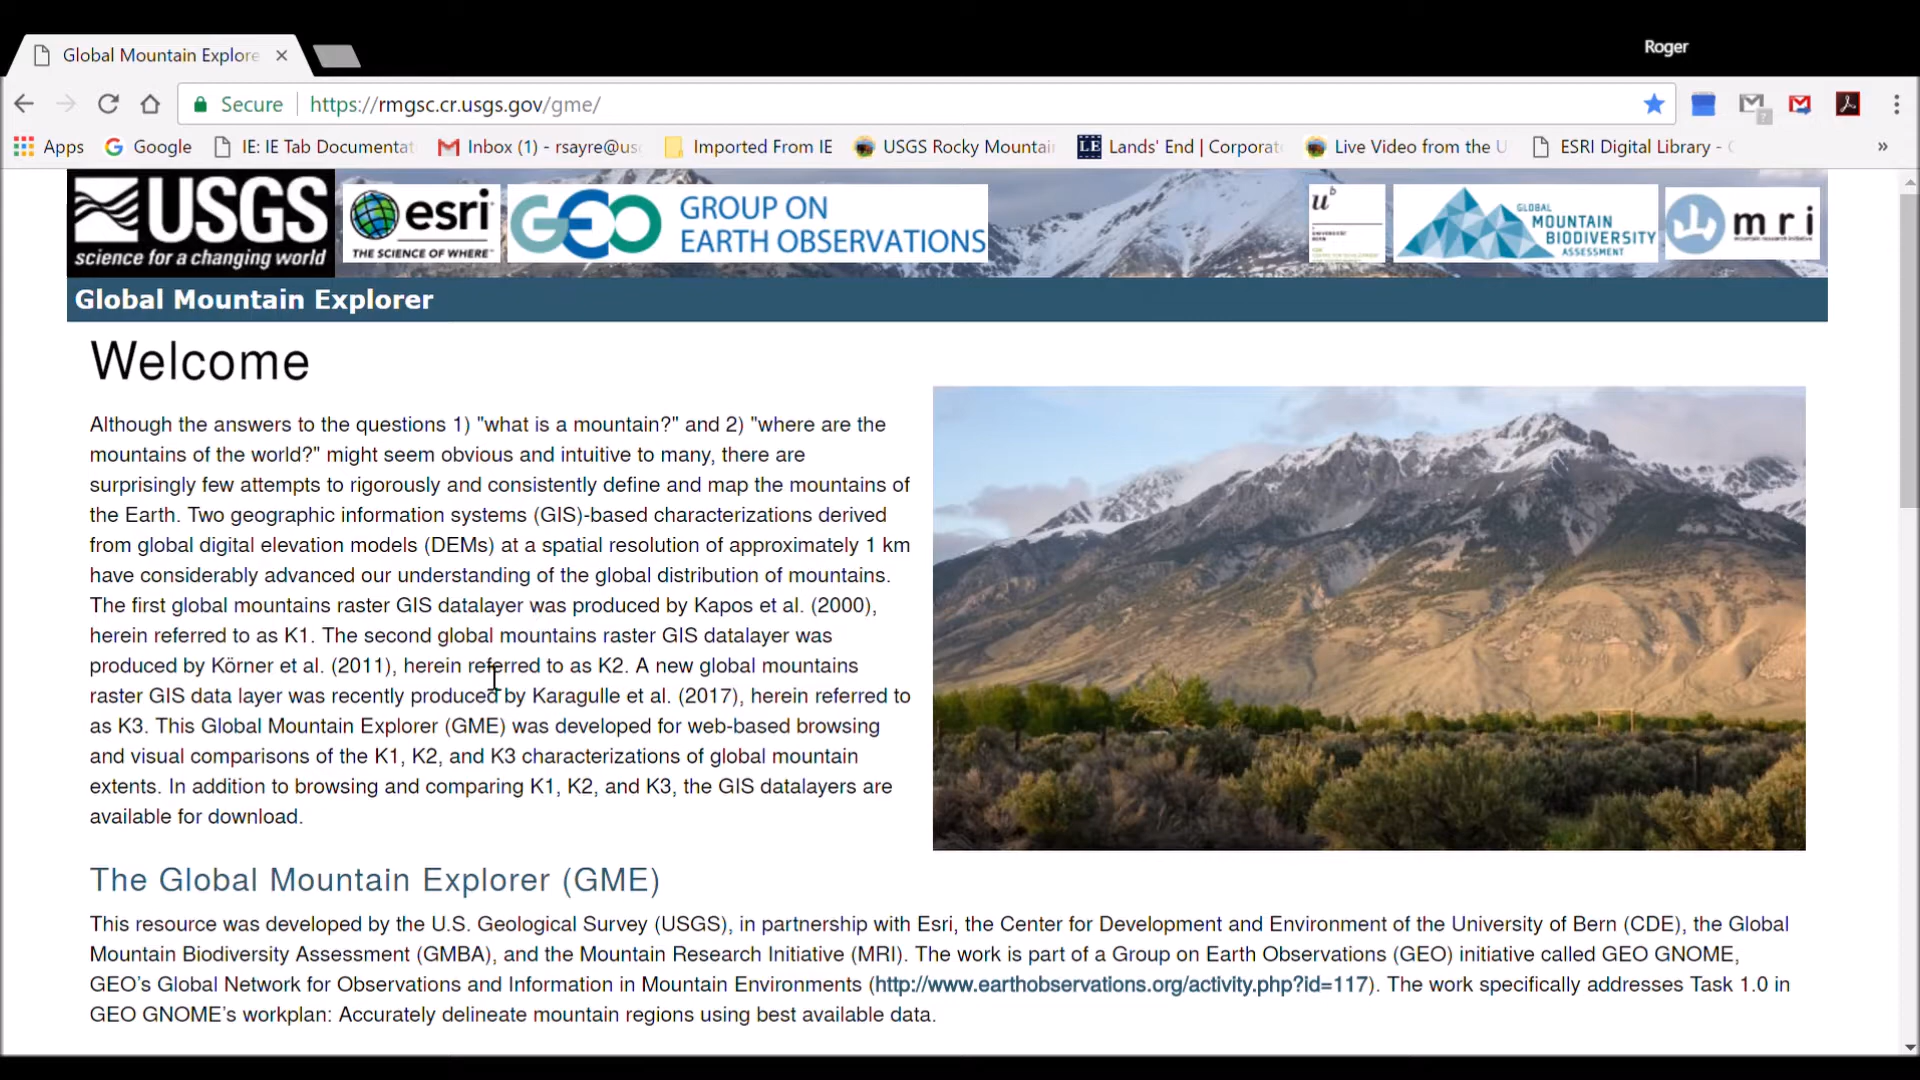 Global Mountain Explore
Roger
Secure https://rmgsc.cr.usgs.gov/gme/
Apps Google IE: IE Tab Documentat Inbox (1) - rsayre@us Imported From IE USGS Rocky Mountai LE Lands' End | Corporat Live Video from the U ESRI Digital Library - »
USGS
science for a changing world
esri
THE SCIENCE OF WHERE
GEO GROUP ON
EARTH OBSERVATIONS
u b
GLOBAL
MOUNTAIN
BIODIVERSITY
ASSESSMENT
mri
Global Mountain Explorer
Welcome
Although the answers to the questions 1) "what is a mountain?" and 2) "where are the
mountains of the world?" might seem obvious and intuitive to many, there are
surprisingly few attempts to rigorously and consistently define and map the mountains of
the Earth. Two geographic information systems (GIS)-based characterizations derived
from global digital elevation models (DEMs) at a spatial resolution of approximately 1 km
have considerably advanced our understanding of the global distribution of mountains.
The first global mountains raster GIS datalayer was produced by Kapos et al. (2000),
herein referred to as K1. The second global mountains raster GIS datalayer was
produced by Körner et al. (2011), herein referred to as K2. A new global mountains
raster GIS data layer was recently produced by Karagulle et al. (2017), herein referred to
as K3. This Global Mountain Explorer (GME) was developed for web-based browsing
and visual comparisons of the K1, K2, and K3 characterizations of global mountain
extents. In addition to browsing and comparing K1, K2, and K3, the GIS datalayers are
available for download.
The Global Mountain Explorer (GME)
This resource was developed by the U.S. Geological Survey (USGS), in partnership with Esri, the Center for Development and Environment of the University of Bern (CDE), the Global
Mountain Biodiversity Assessment (GMBA), and the Mountain Research Initiative (MRI). The work is part of a Group on Earth Observations (GEO) initiative called GEO GNOME,
GEO's Global Network for Observations and Information in Mountain Environments (http://www.earthobservations.org/activity.php?id=117). The work specifically addresses Task 1.0 in
GEO GNOME's workplan: Accurately delineate mountain regions using best available data.